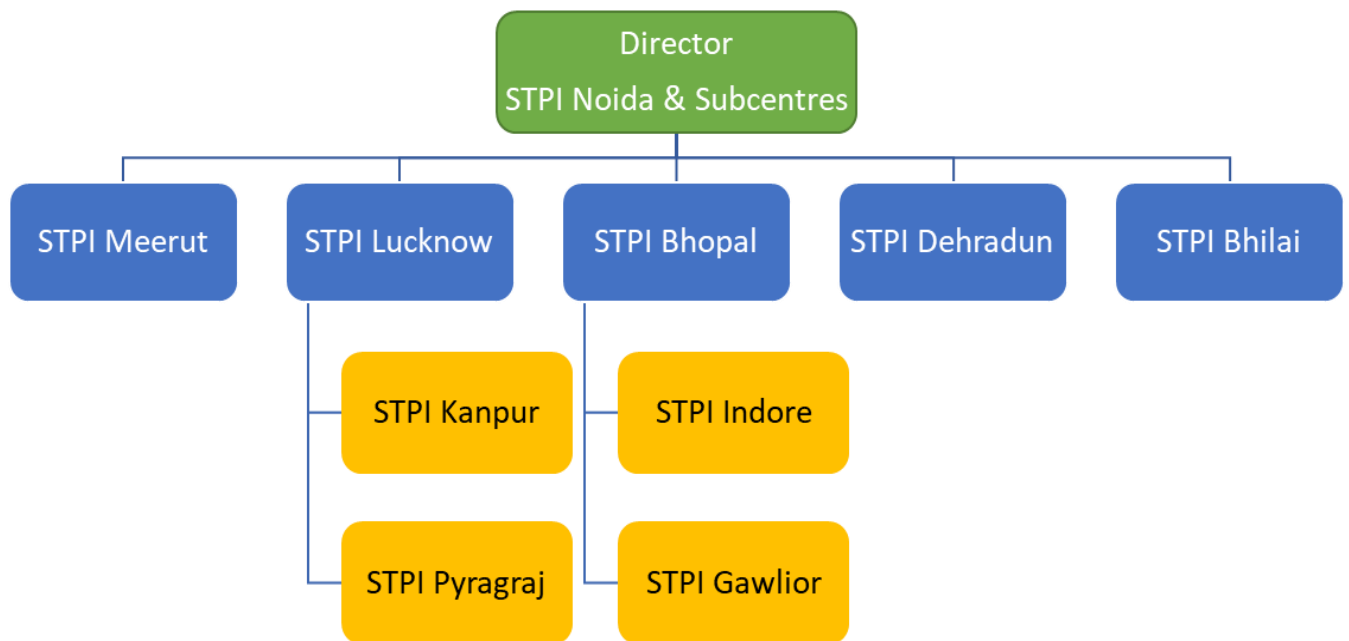 Director
STPI Noida & Subcentres
STPI Meerut
STPI Lucknow
STPI Bhopal
STPI Dehradun
STPI Bhilai
STPI Kanpur
STPI Indore
STPI Pyragraj
STPI Gawlior